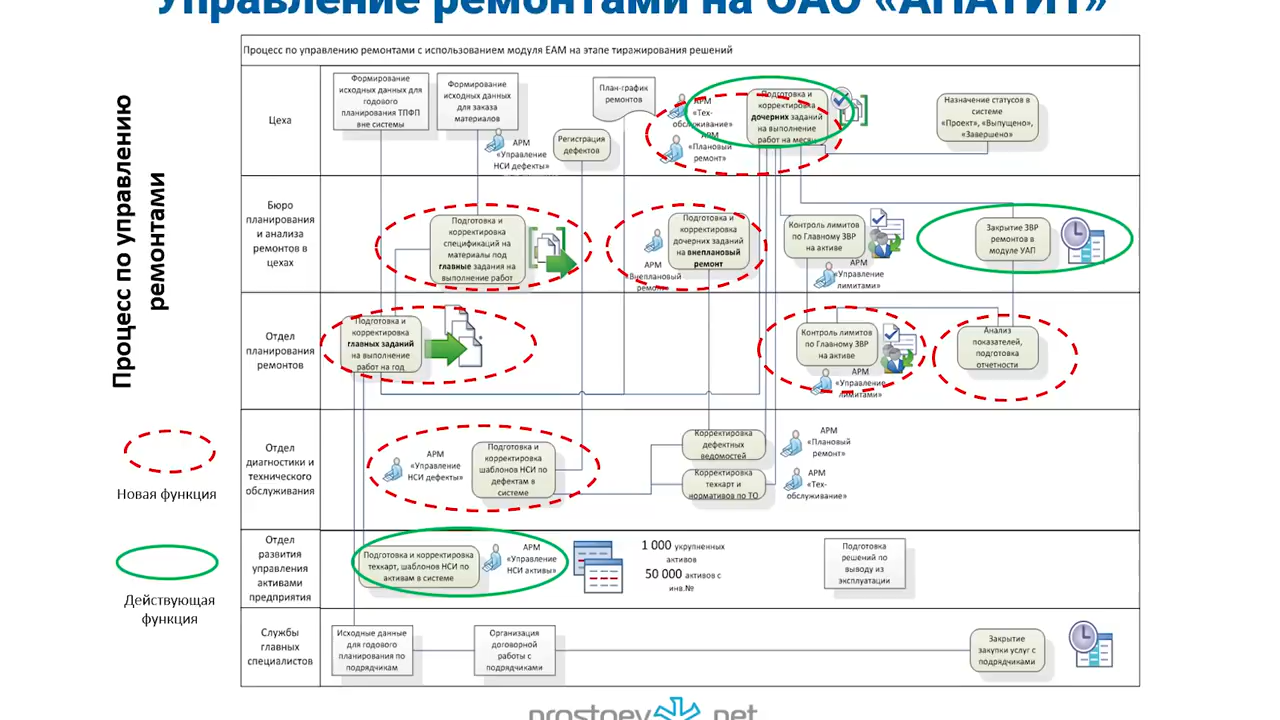 Управление ремонтами на ОАО «АПАТИТ»
Процесс по управлению
ремонтами
Процесс по управлению ремонтами с использованием модуля ЕАМ на этапе тиражирования решений
Цеха
Формирование
исходных данных для
годового
планирования ТПФП
вне системы
Формирование
исходных данных
для заказа
материалов
АРМ
«Управление
НСИ дефекты»
Регистрация
дефектов
План-график
ремонтов
АРМ
«Тех-
обслуживание»
АРМ
«Плановый
ремонт»
Подготовка и
корректировка
дочерних заданий
на выполнение
работ на месяц
Назначение статусов в
системе
«Проект», «Выпущено»,
«Завершено»
Бюро
планирования
и анализа
ремонтов в
цехах
Подготовка и
корректировка
спецификаций на
материалы под
главные задания на
выполнение работ
АРМ
«Внеплановый
ремонт»
Подготовка и
корректировка
дочерних заданий
на внеплановый
ремонт
Контроль лимитов
по Главному ЗВР
на активе
АРМ
«Управление
лимитами»
Закрытие ЗВР
ремонтов в
модуле УАП
Отдел
планирования
ремонтов
Подготовка и
корректировка
главных заданий
на выполнение
работ на год
Контроль лимитов
по Главному ЗВР
на активе
АРМ
«Управление
лимитами»
Анализ
показателей,
подготовка
отчетности
Отдел
диагностики и
технического
обслуживания
АРМ
«Управление
НСИ дефекты»
Подготовка и
корректировка
шаблонов НСИ по
дефектам в
системе
Корректировка
дефектных
ведомостей
АРМ
«Плановый
ремонт»
Корректировка
техкарт и
нормативов по ТО
АРМ
«Тех-
обслуживание»
Отдел
развития
управления
активами
предприятия
Подготовка и корректировка
техкарт, шаблонов НСИ по
активам в системе
АРМ
«Управление
НСИ активы»
1 000 укрупненных
активов
50 000 активов с
инв.№
Подготовка
решений по
выводу из
эксплуатации
Службы
главных
специалистов
Исходные данные
для годового
планирования по
подрядчикам
Организация
договорной
работы с
подрядчиками
Закрытие
закупки услуг с
подрядчиками
Новая функция
Действующая
функция
prostoev.net